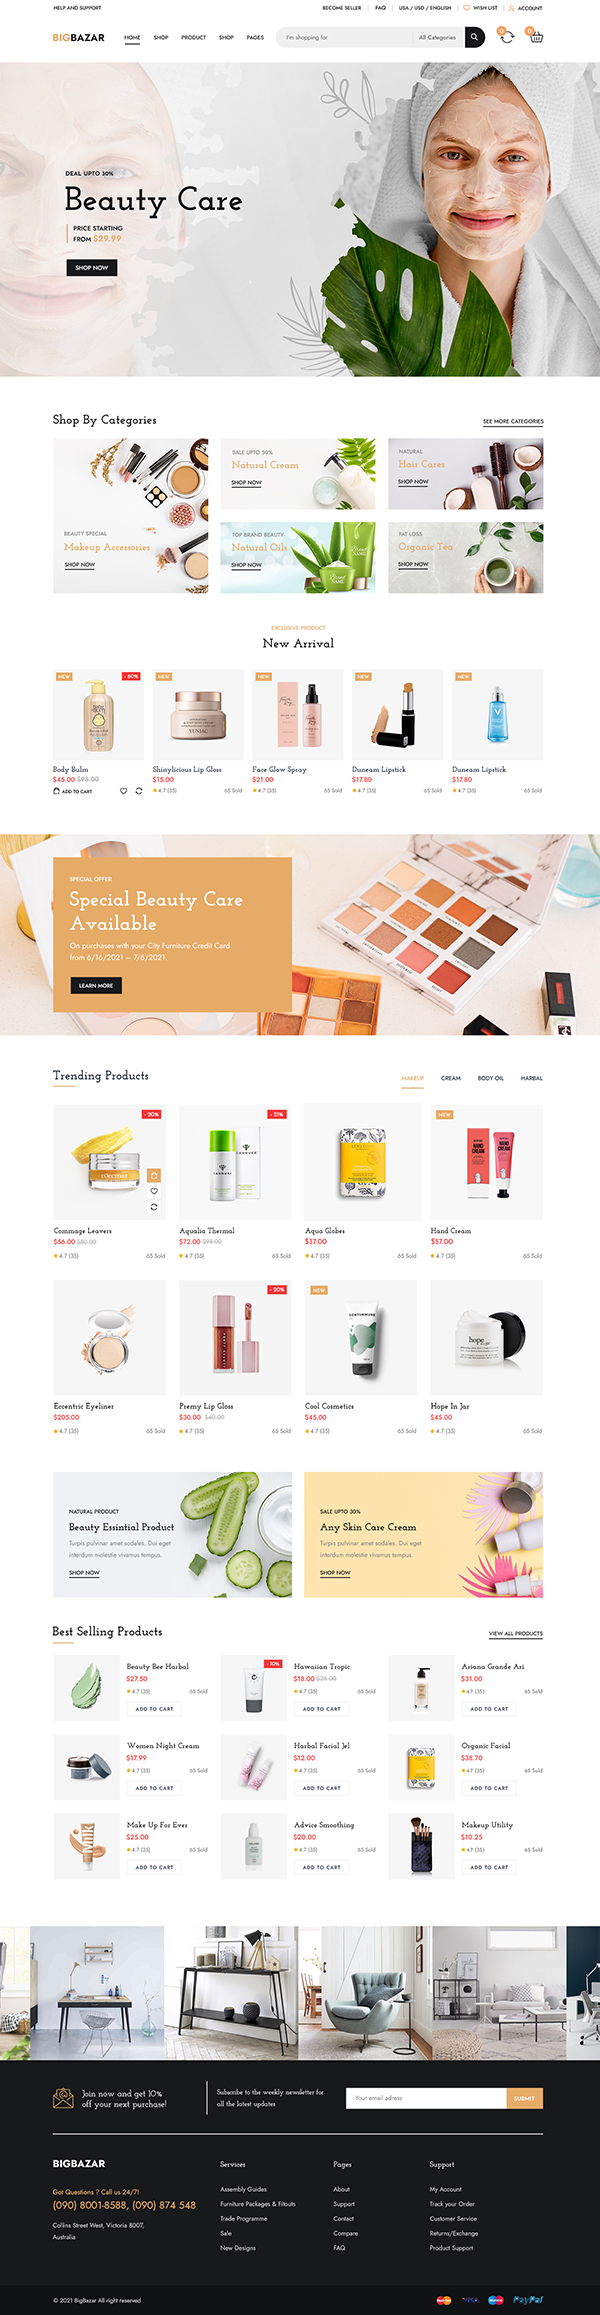 HELP AND SUPPORT
BECOME SELLER
FAQ
USA / USD / ENGLISH
WISH LIST
ACCOUNT
BIGBAZAR
HOME
SHOP
PRODUCT
SHOP
PAGES
I'm shopping for
All Categories
0
0
DEAL UPTO 30%
Beauty Care
PRICE STARTING
FROM $29.99
SHOP NOW
Shop By Categories
SEE MORE CATEGORIES
BEAUTY SPECIAL
Makeup Accessories
SHOP NOW
SALE UPTO 50%
Natural Cream
SHOP NOW
NATURAL
Hair Cares
SHOP NOW
TOP BRAND BEAUTY
Natural Oils
SHOP NOW
Brand
NAME
Brand
NAME
FAT LOSS
Organic Tea
SHOP NOW
EXCLUSIVE PRODUCT
New Arrival
NEW
- 60%
Body Bulm
$45.00 $98.00
ADD TO CART
NEW
YUNIAC
Shinylicious Lip Gloss
$15.00
4.7 (35)
65 Sold
NEW
Face Glow Spray
$21.00
4.7 (35)
65 Sold
NEW
Duneam Lipstick
$17.80
4.7 (35)
65 Sold
NEW
Duneam Lipstick
$17.80
4.7 (35)
65 Sold
SPECIAL OFFER
Special Beauty Care
Available
On purchases with your City Furniture Credit Card
from 6/16/2021 – 7/6/2021.
LEARN MORE
Trending Products
MAKEUP
CREAM
BODY OIL
HARBAL
- 20%
L'OCCITANE
Commage Leavers
$56.00 $80.00
4.7 (35)
65 Sold
- 21%
Aqualia Thermal
$72.00 $98.00
4.7 (35)
65 Sold
Aqua Globes
$37.00
4.7 (35)
65 Sold
NEW
HAND
CREAM
HAND
CREAM
Hand Cream
$57.00
4.7 (35)
65 Sold
Eccentric Eyeliner
$205.00
4.7 (35)
65 Sold
- 20%
Premy Lip Gloss
$30.00 $40.00
4.7 (35)
65 Sold
NEW
Cool Cosmetics
$45.00
4.7 (35)
65 Sold
hope
Hope In Jar
$45.00
4.7 (35)
65 Sold
NATURAL PRODUCT
Beauty Essintial Product
Turpis pulvinar amet sodales. Dui eget
interdum molestie vivamus tempus.
SHOP NOW
SALE UPTO 30%
Any Skin Care Cream
Turpis pulvinar amet sodales. Dui eget
interdum molestie vivamus tempus.
SHOP NOW
Best Selling Products
VIEW ALL PRODUCTS
Beauty Bee Harbal
$27.50
4.7 (35)
65 Sold
ADD TO CART
- 10%
Hawaiian Tropic
$18.00 $28.00
4.7 (35)
65 Sold
ADD TO CART
Ariana Grande Ari
$31.00
4.7 (35)
65 Sold
ADD TO CART
Women Night Cream
$17.99
4.7 (35)
65 Sold
ADD TO CART
Harbal Facial Jel
$12.00
4.7 (35)
65 Sold
ADD TO CART
Organic Facial
$38.70
4.7 (35)
65 Sold
ADD TO CART
Make Up For Ever
$25.00
4.7 (35)
65 Sold
ADD TO CART
Advice Smoothing
$20.00
4.7 (35)
65 Sold
ADD TO CART
Makeup Utility
$10.25
4.7 (35)
65 Sold
ADD TO CART
Join now and get 10%
off your next purchase!
Subscribe to the weekly newsletter for
all the latest updates
Your email adress
SUBMIT
BIGBAZAR
Got Questions ? Call us 24/7!
(090) 8001-8588, (090) 874 548
Collins Street West, Victoria 8007,
Australia
Services
Assembly Guides
Furniture Packages & Fitouts
Trade Programme
Sale
New Designs
Pages
About
Support
Contact
Compare
FAQ
Support
My Account
Track your Order
Customer Service
Returns/Exchange
Product Support
© 2021 BigBazar All right reserved
VISA
PayPal